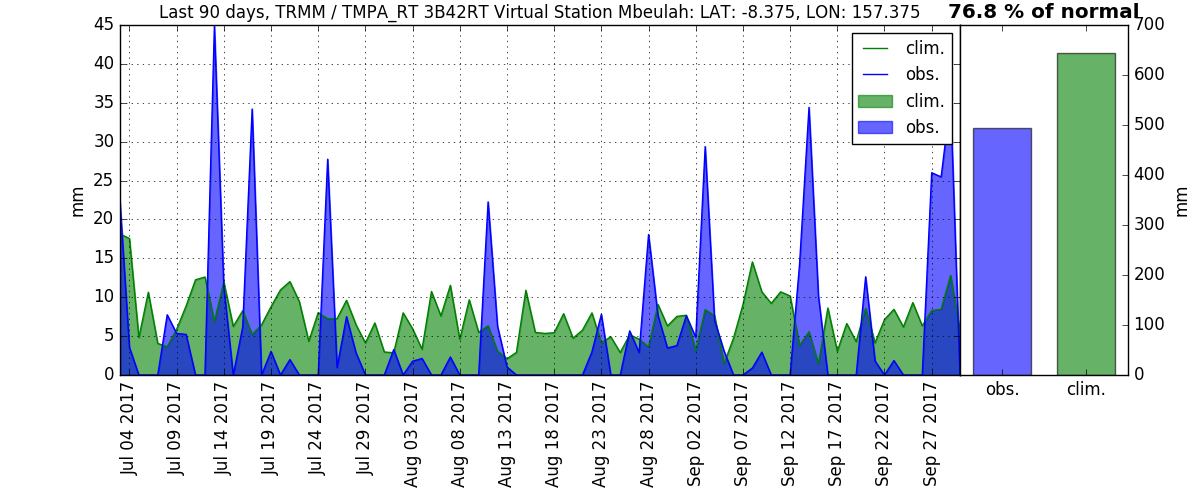 Last 90 days, TRMM / TMPA_RT 3B42RT Virtual Station Mbeulah: LAT: -8.375, LON: 157.375
76.8 % of normal
45
40
35
30
25
20
15
10
5
0
mm
clim.
obs.
clim.
obs.
Jul 04 2017
Jul 09 2017
Jul 14 2017
Jul 19 2017
Jul 24 2017
Jul 29 2017
Aug 03 2017
Aug 08 2017
Aug 13 2017
Aug 18 2017
Aug 23 2017
Aug 28 2017
Sep 02 2017
Sep 07 2017
Sep 12 2017
Sep 17 2017
Sep 22 2017
Sep 27 2017
700
600
500
400
300
200
100
0
mm
obs.
clim.